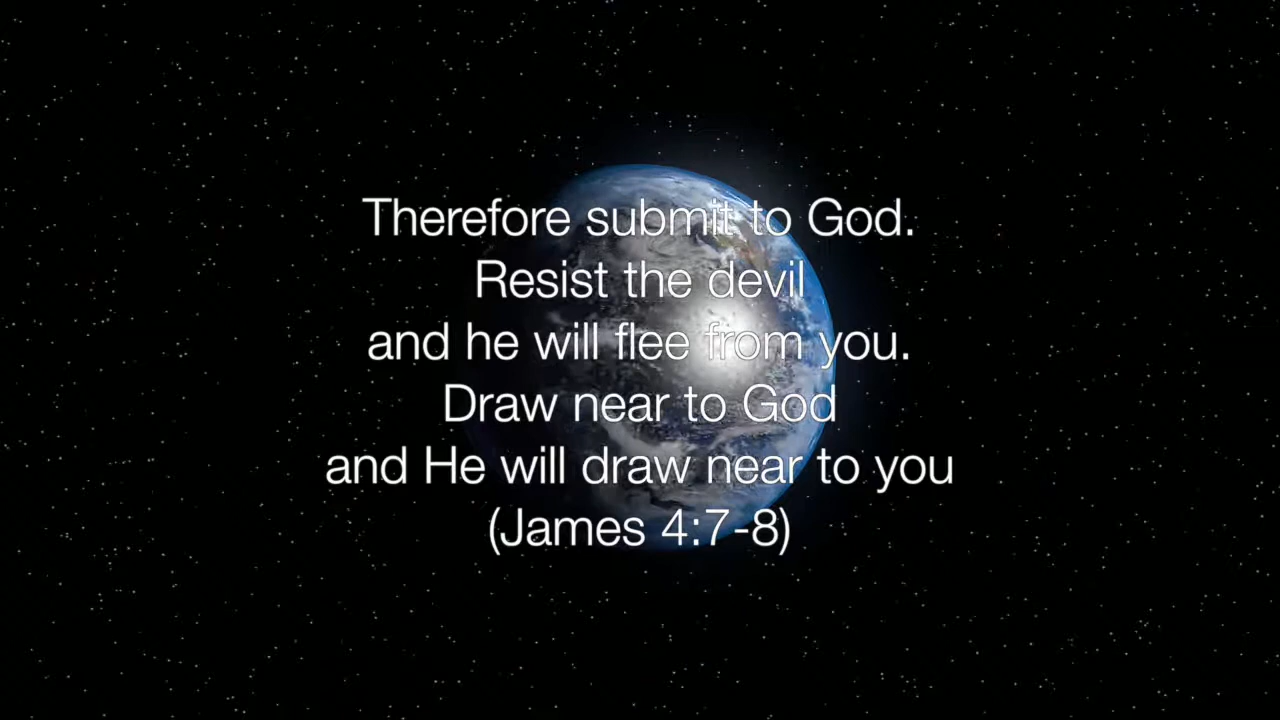 Therefore submit to God.
Resist the devil
and he will flee from you.
Draw near to God
and He will draw near to you
(James 4:7-8)